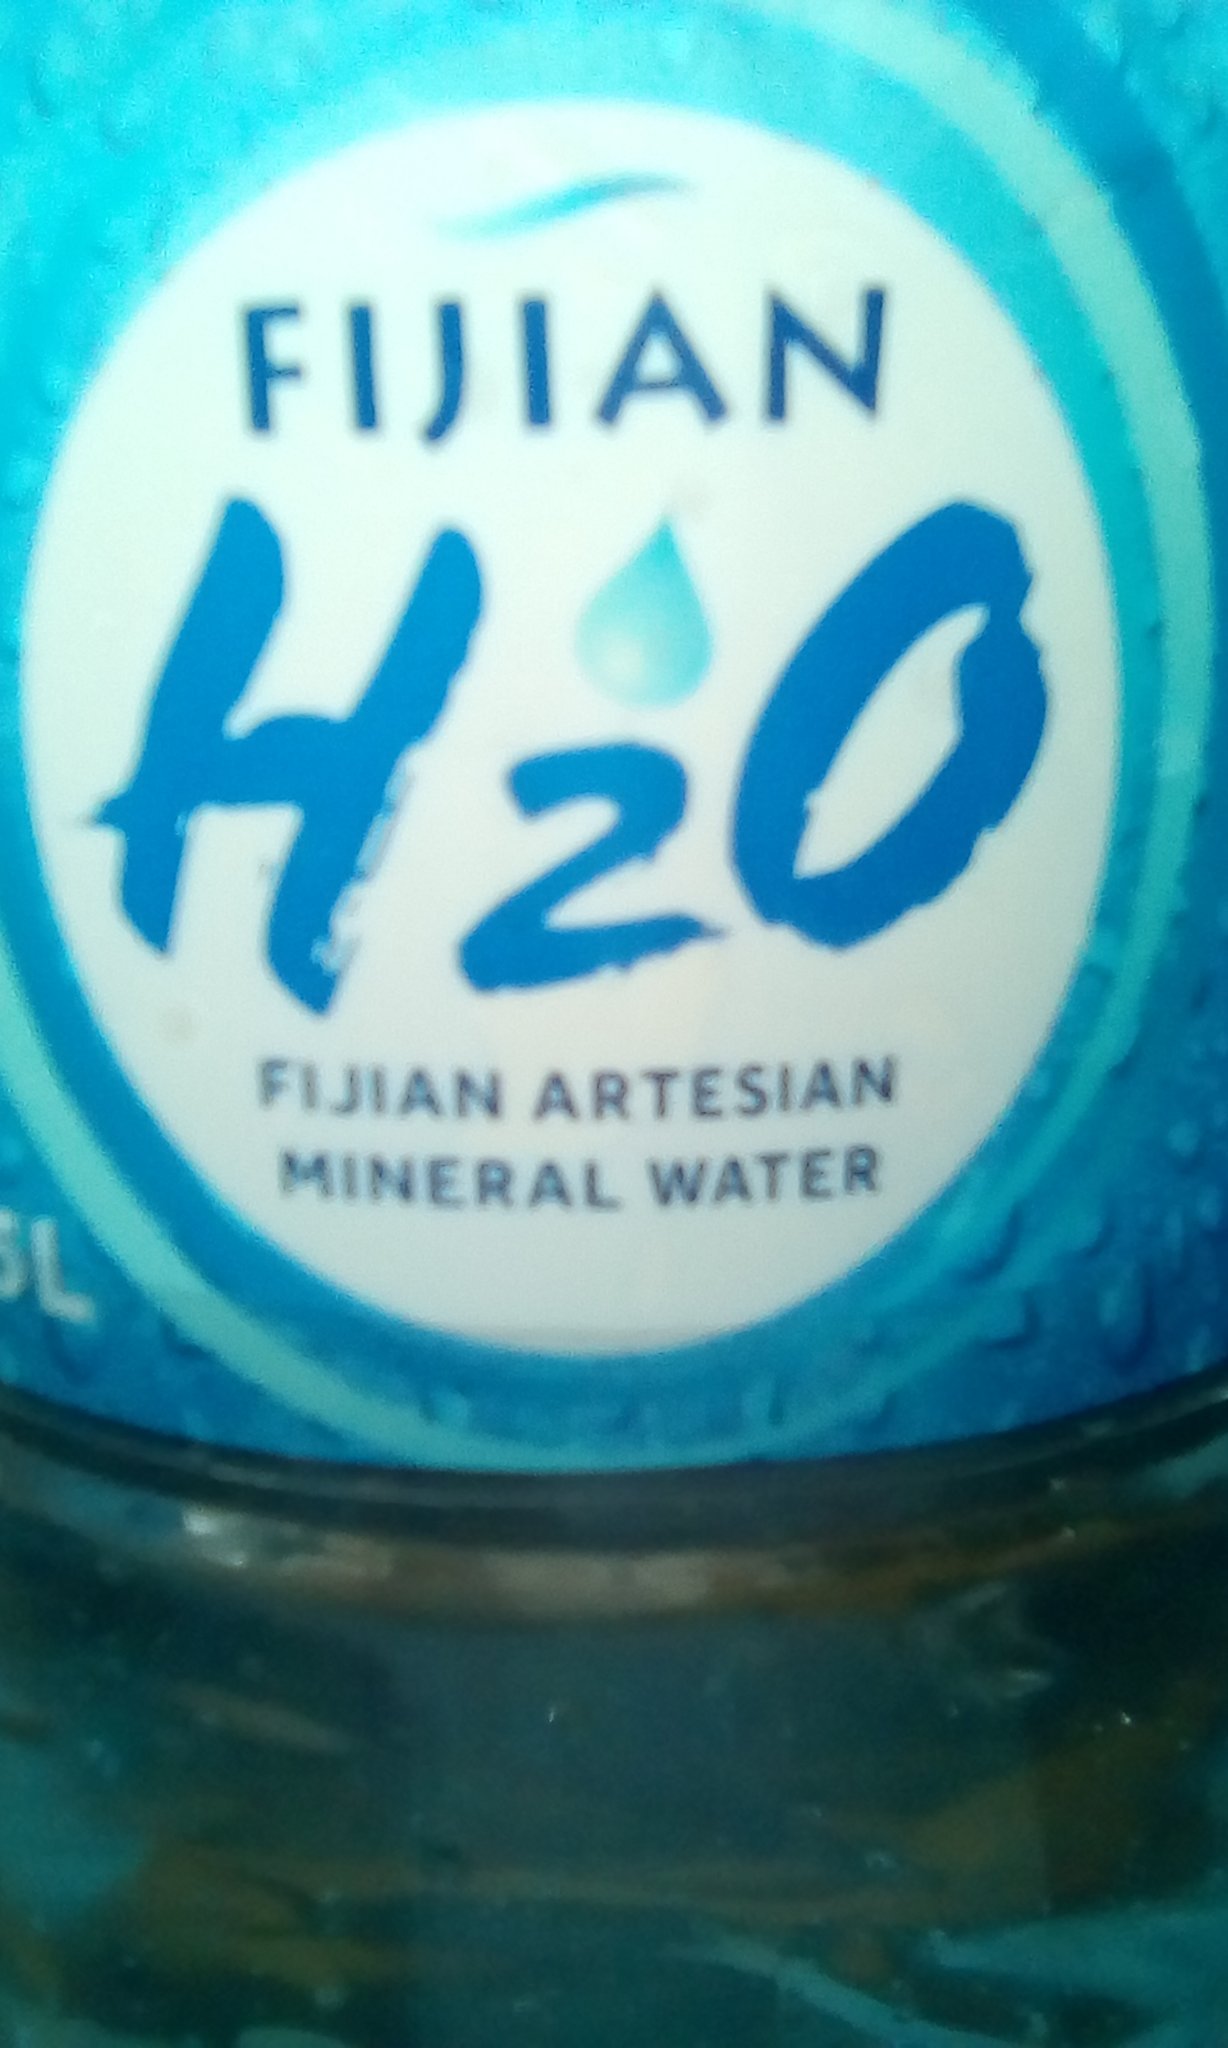 FIJIAN
H2O
FIJIAN ARTESIAN
MINERAL WATER